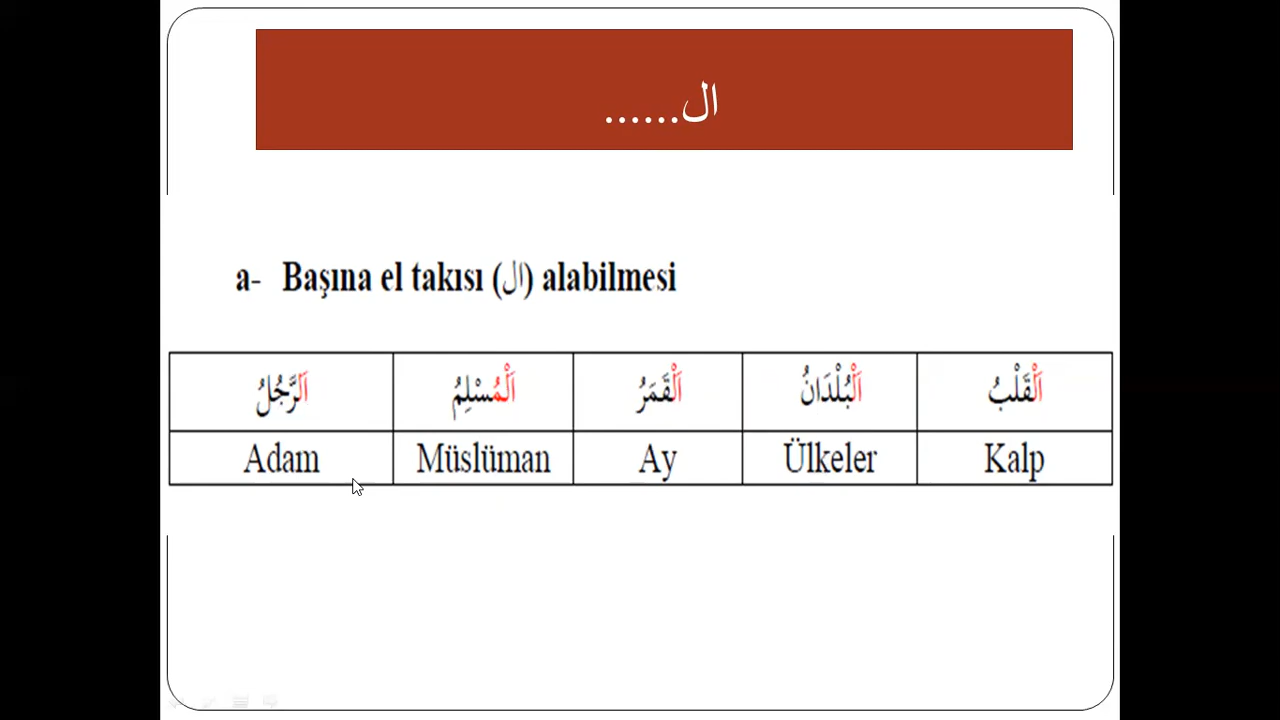 ال......
a- Başına el takısı (ال) alabilmesi
اَلرَّجُلُ اَلْمُسْلِمُ اَلْقَمَرُ اَلْبُلْدَانُ اَلْقَلْبُ
Adam Müslüman Ay Ülkeler Kalp